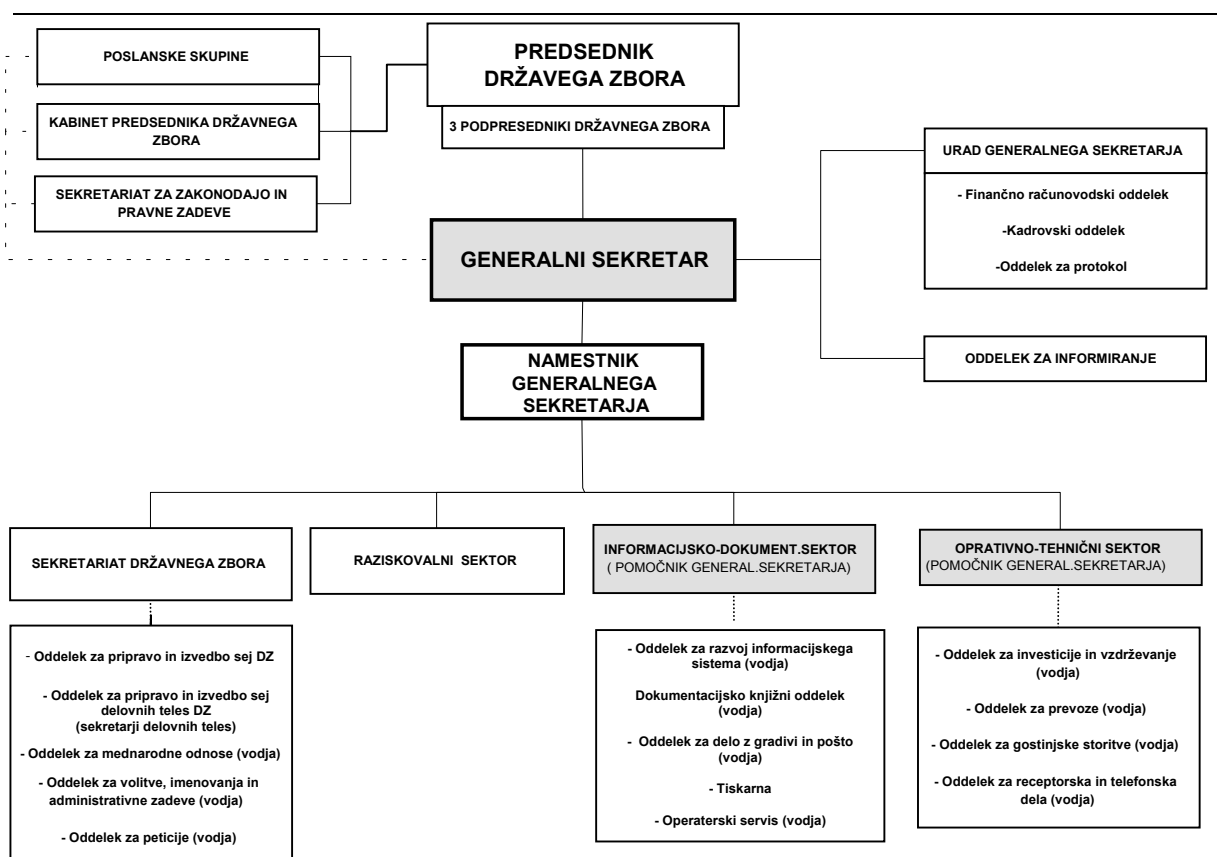 POSLANSKE SKUPINE
KABINET PREDSEDNIKA DRŽAVNEGA
ZBORA
SEKRETARIAT ZA ZAKONODAJO IN
PRAVNE ZADEVE
PREDSEDNIK
DRŽAVEGA ZBORA
3 PODPRESEDNIKI DRŽAVNEGA ZBORA
GENERALNI SEKRETAR
URAD GENERALNEGA SEKRETARJA
- Finančno računovodski oddelek
-Kadrovski oddelek
-Oddelek za protokol
ODDELEK ZA INFORMIRANJE
NAMESTNIK
GENERALNEGA
SEKRETARJA
SEKRETARIAT DRŽAVNEGA ZBORA
- Oddelek za pripravo in izvedbo sej DZ
- Oddelek za pripravo in izvedbo sej
delovnih teles DZ
(sekretarji delovnih teles)
- Oddelek za mednarodne odnose (vodja)
- Oddelek za volitve, imenovanja in
administrativne zadeve (vodja)
- Oddelek za peticije (vodja)
RAZISKOVALNI SEKTOR
INFORMACIJSKO-DOKUMENT.SEKTOR
( POMOČNIK GENERAL.SEKRETARJA)
- Oddelek za razvoj informacijskega
sistema (vodja)
Dokumentacijsko knjižni oddelek
(vodja)
- Oddelek za delo z gradivi in pošto
(vodja)
- Tiskarna
- Operaterski servis (vodja)
OPRATIVNO-TEHNIČNI SEKTOR
(POMOČNIK GENERAL.SEKRETARJA)
- Oddelek za investicije in vzdrževanje
(vodja)
- Oddelek za prevoze (vodja)
- Oddelek za gostinjske storitve (vodja)
- Oddelek za receptorska in telefonska
dela (vodja)